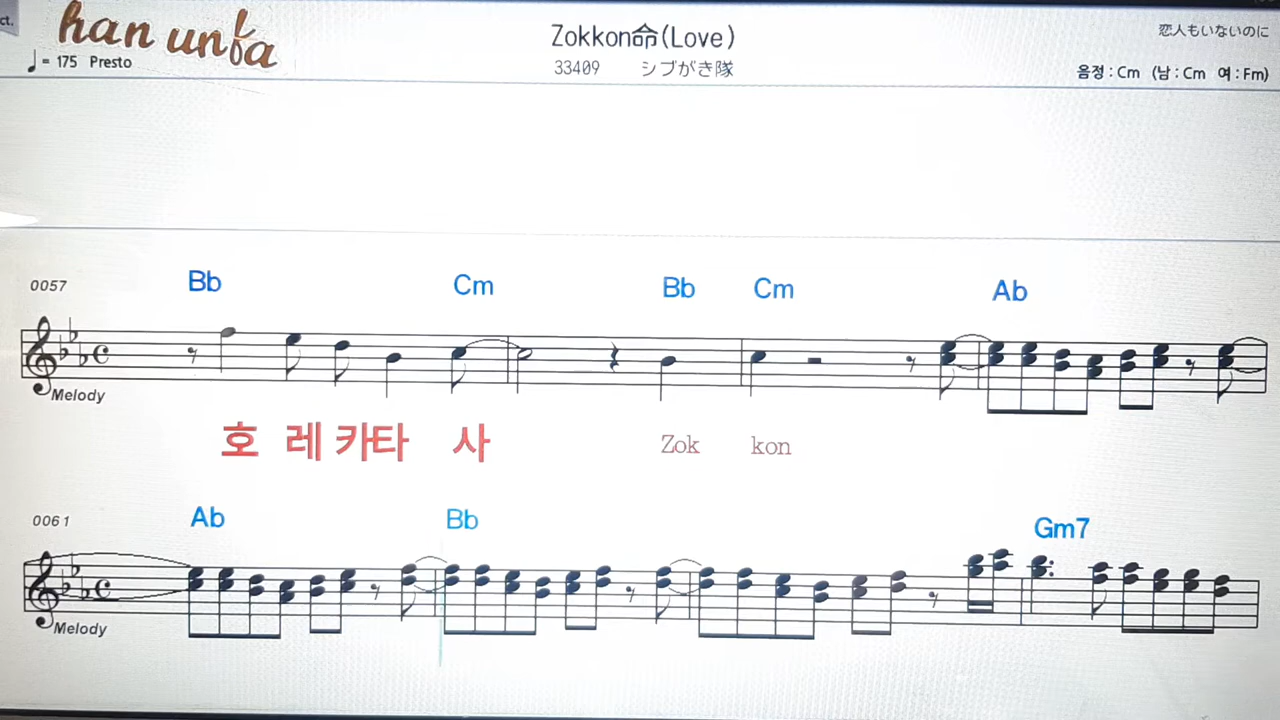 ct.
han unfa
♩= 175 Presto
Zokkon命(Love)
33409 シブがき隊
恋人もいないのに
음정 : Cm (남 : Cm 여 : Fm)
0057 Bb Cm Bb Cm Ab
Melody
호 레 카타 사 Zok kon
0061 Ab Bb Gm7
Melody